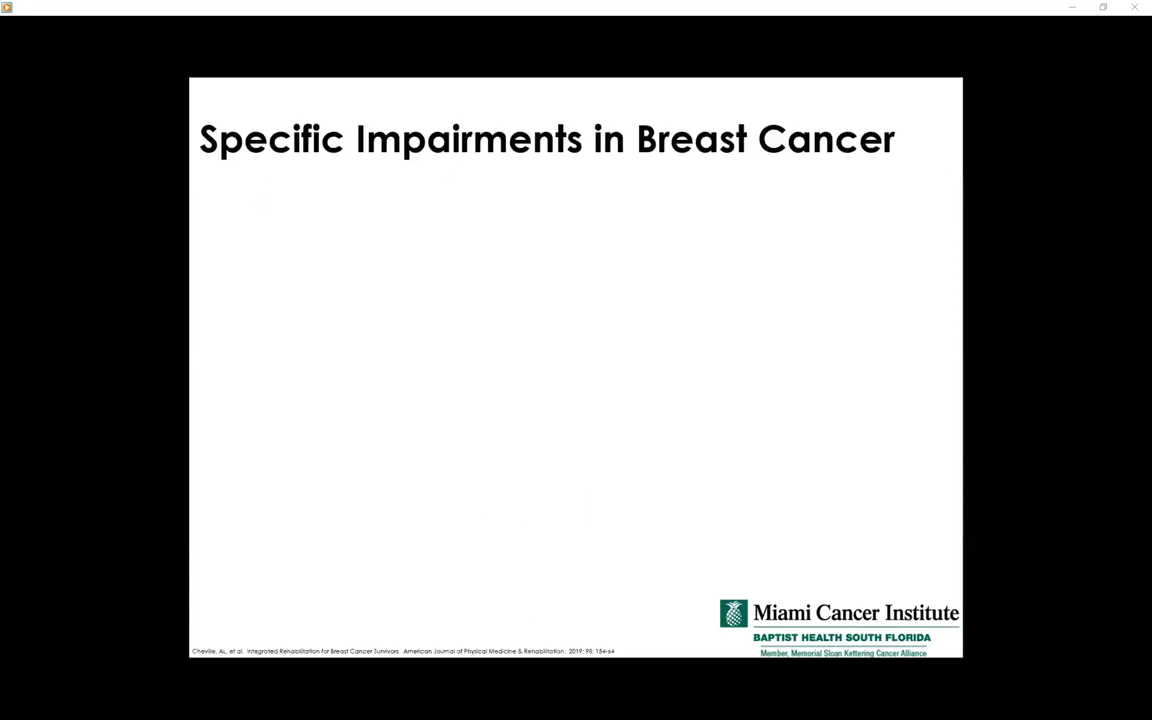 Specific Impairments in Breast Cancer
Miami Cancer Institute
BAPTIST HEALTH SOUTH FLORIDA
Member, Memorial Sloan Kettering Cancer Alliance
Cheville, AL, et al. Integrated Rehabilitation for Breast Cancer Survivors. American Journal of Physical Medicine & Rehabilitation. 2019; 98: 154-64